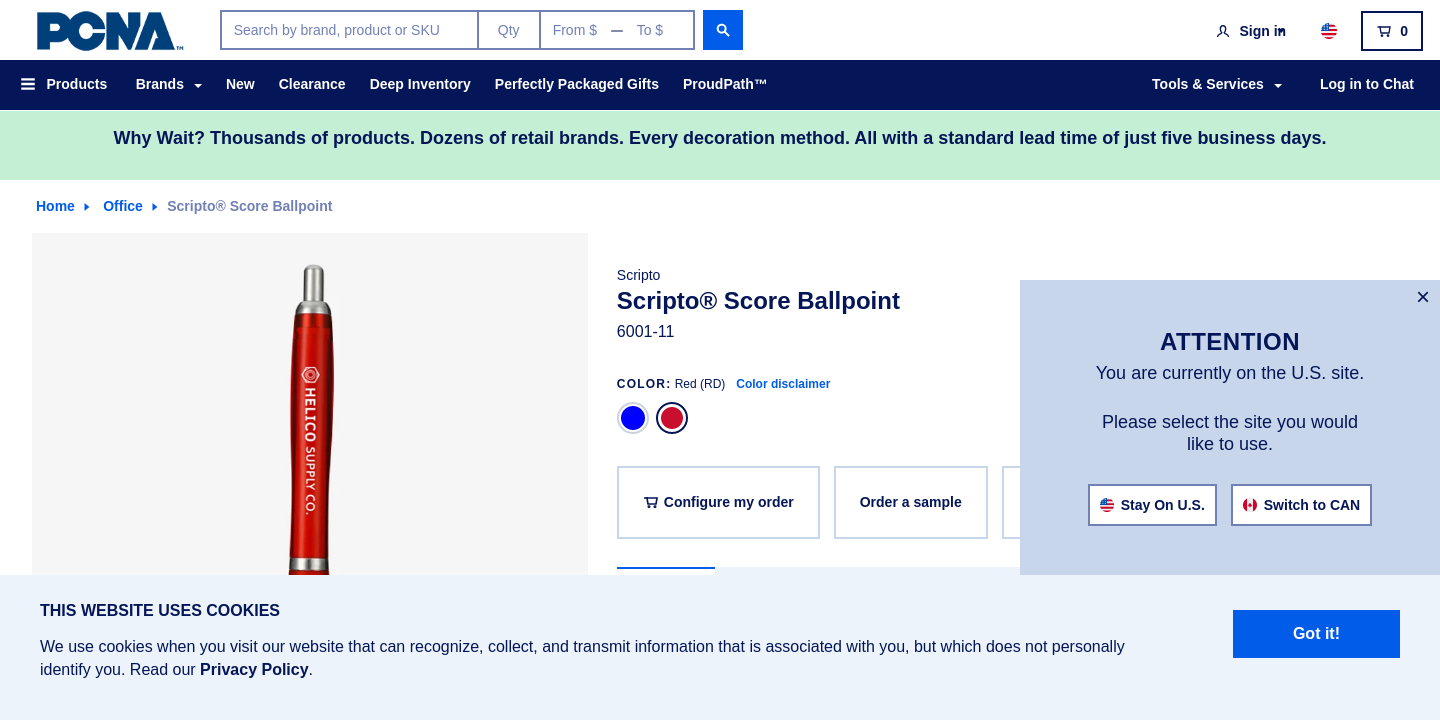 PCNA™
Search by brand, product or SKU
Qty
From $ — To $
Sign in
0
Products
Brands
New
Clearance
Deep Inventory
Perfectly Packaged Gifts
ProudPath™
Tools & Services
Log in to Chat
Why Wait? Thousands of products. Dozens of retail brands. Every decoration method. All with a standard lead time of just five business days.
Home
Office
Scripto® Score Ballpoint
HELICO SUPPLY CO.
Scripto
Scripto® Score Ballpoint
6001-11
COLOR: Red (RD) Color disclaimer
Configure my order
Order a sample
ATTENTION
You are currently on the U.S. site.
Please select the site you would
like to use.
Stay On U.S.
Switch to CAN
THIS WEBSITE USES COOKIES
We use cookies when you visit our website that can recognize, collect, and transmit information that is associated with you, but which does not personally
identify you. Read our Privacy Policy.
Got it!